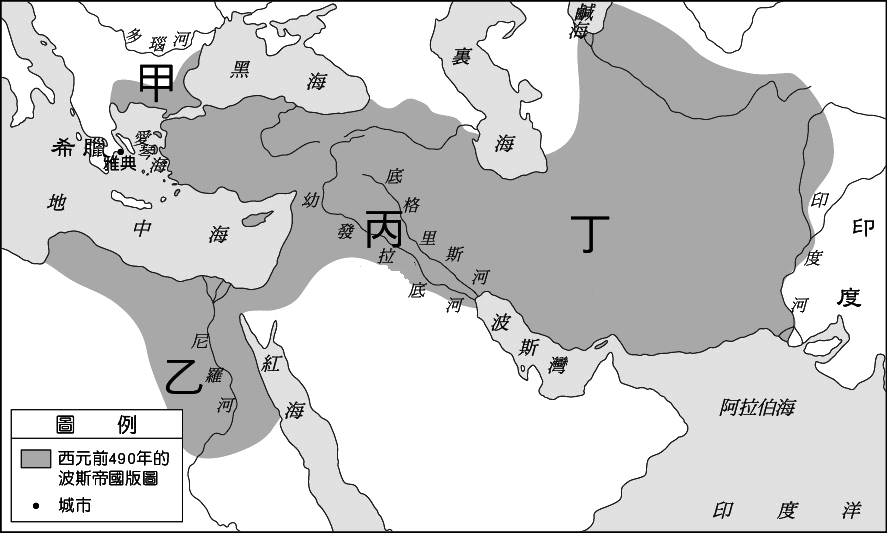 多瑙河
甲
黑海
裏海
鹹海
希臘
雅典
愛琴海
地中海
幼發拉底河
底格里斯河
丙
丁
印度河
印度
波斯灣
乙
尼羅河
紅海
阿拉伯海
印度洋
圖例
西元前490年的
波斯帝國版圖
城市